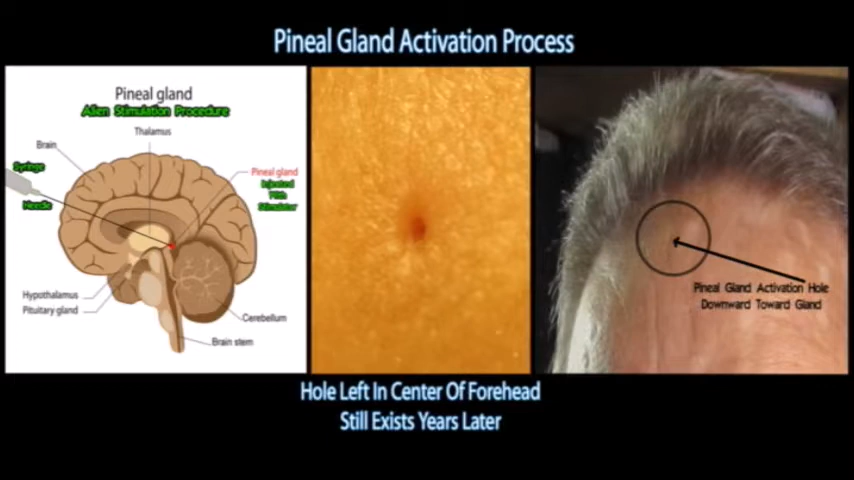 Pineal Gland Activation Process
Pineal gland
Alien Stimulation Procedure
Thalamus
Brain
Syringe
Needle
Pineal gland
Injected
With
Stimulator
Hypothalamus
Pituitary gland
Cerebellum
Brain stem
Pineal Gland Activation Hole
Downward Toward Gland
Hole Left In Center Of Forehead
Still Exists Years Later